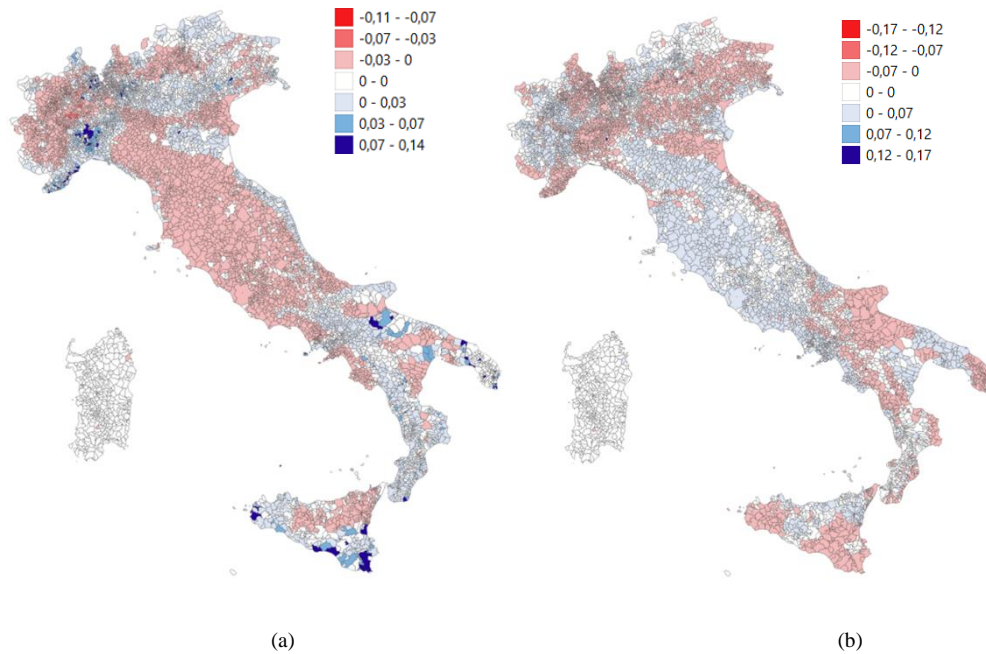 -0,11 - -0,07
-0,07 - -0,03
-0,03 - 0
0 - 0
0 - 0,03
0,03 - 0,07
0,07 - 0,14
-0,17 - -0,12
-0,12 - -0,07
-0,07 - 0
0 - 0
0 - 0,07
0,07 - 0,12
0,12 - 0,17
(a)
(b)